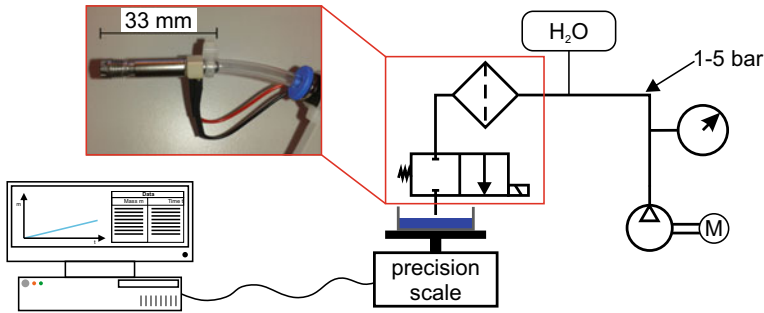 33 mm
H₂O
1-5 bar
M
m
t
Data
Mass m
Time t
precision
scale